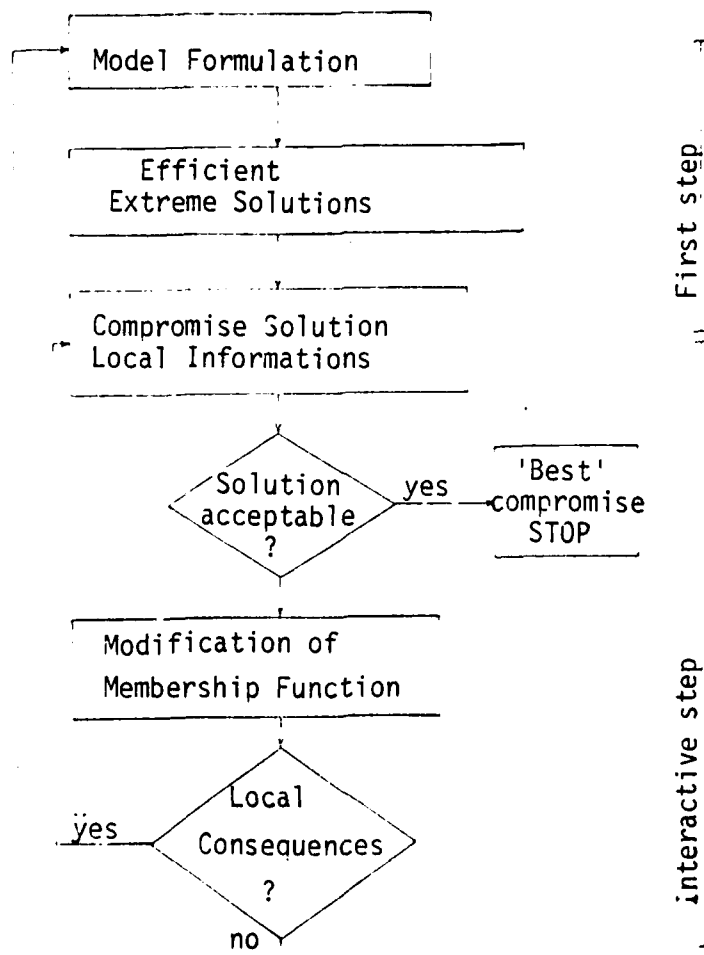 Model Formulation
Efficient
Extreme Solutions
Compromise Solution
Local Informations
Solution
acceptable
?
yes
'Best'
compromise
STOP
Modification of
Membership Function
Local
Consequences
?
yes
no
First step
interactive step